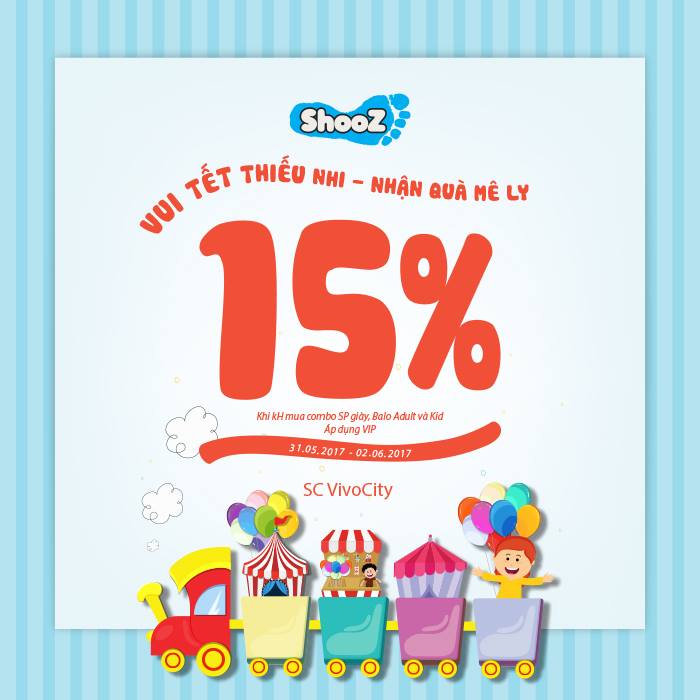 ShooZ
VUI TẾT THIẾU NHI - NHẬN QUÀ MÊ LY
15%
Khi kH mua combo SP giày, Balo Adult và Kid
Áp dụng VIP
31.05.2017 - 02.06.2017
SC VivoCity